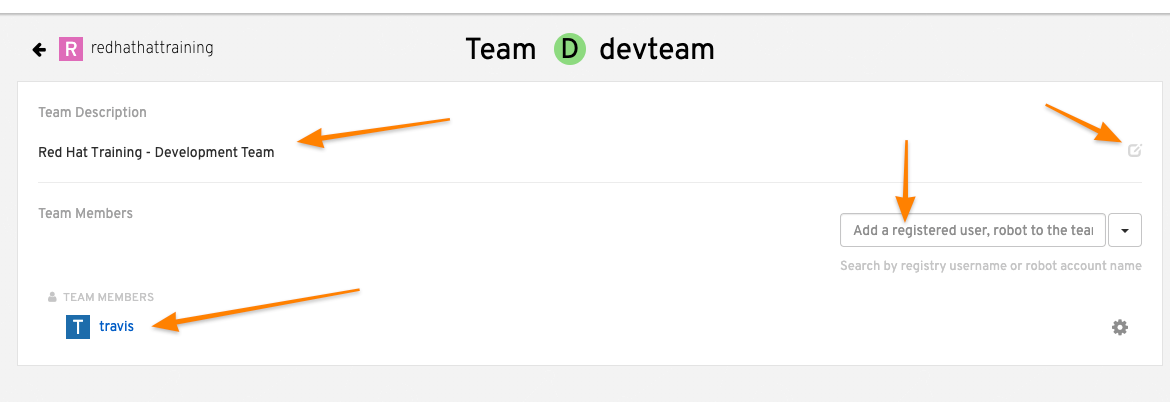 R redhathattraining
Team D devteam
Team Description
Red Hat Training - Development Team
Team Members
Add a registered user, robot to the tea
Search by registry username or robot account name
TEAM MEMBERS
T travis